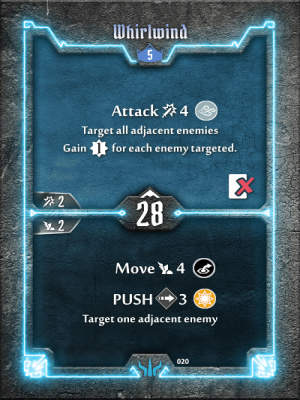 Whirlwind
5
Attack 4
Target all adjacent enemies
Gain 1 for each enemy targeted.
2
28
2
Move 4
PUSH 3
Target one adjacent enemy
020